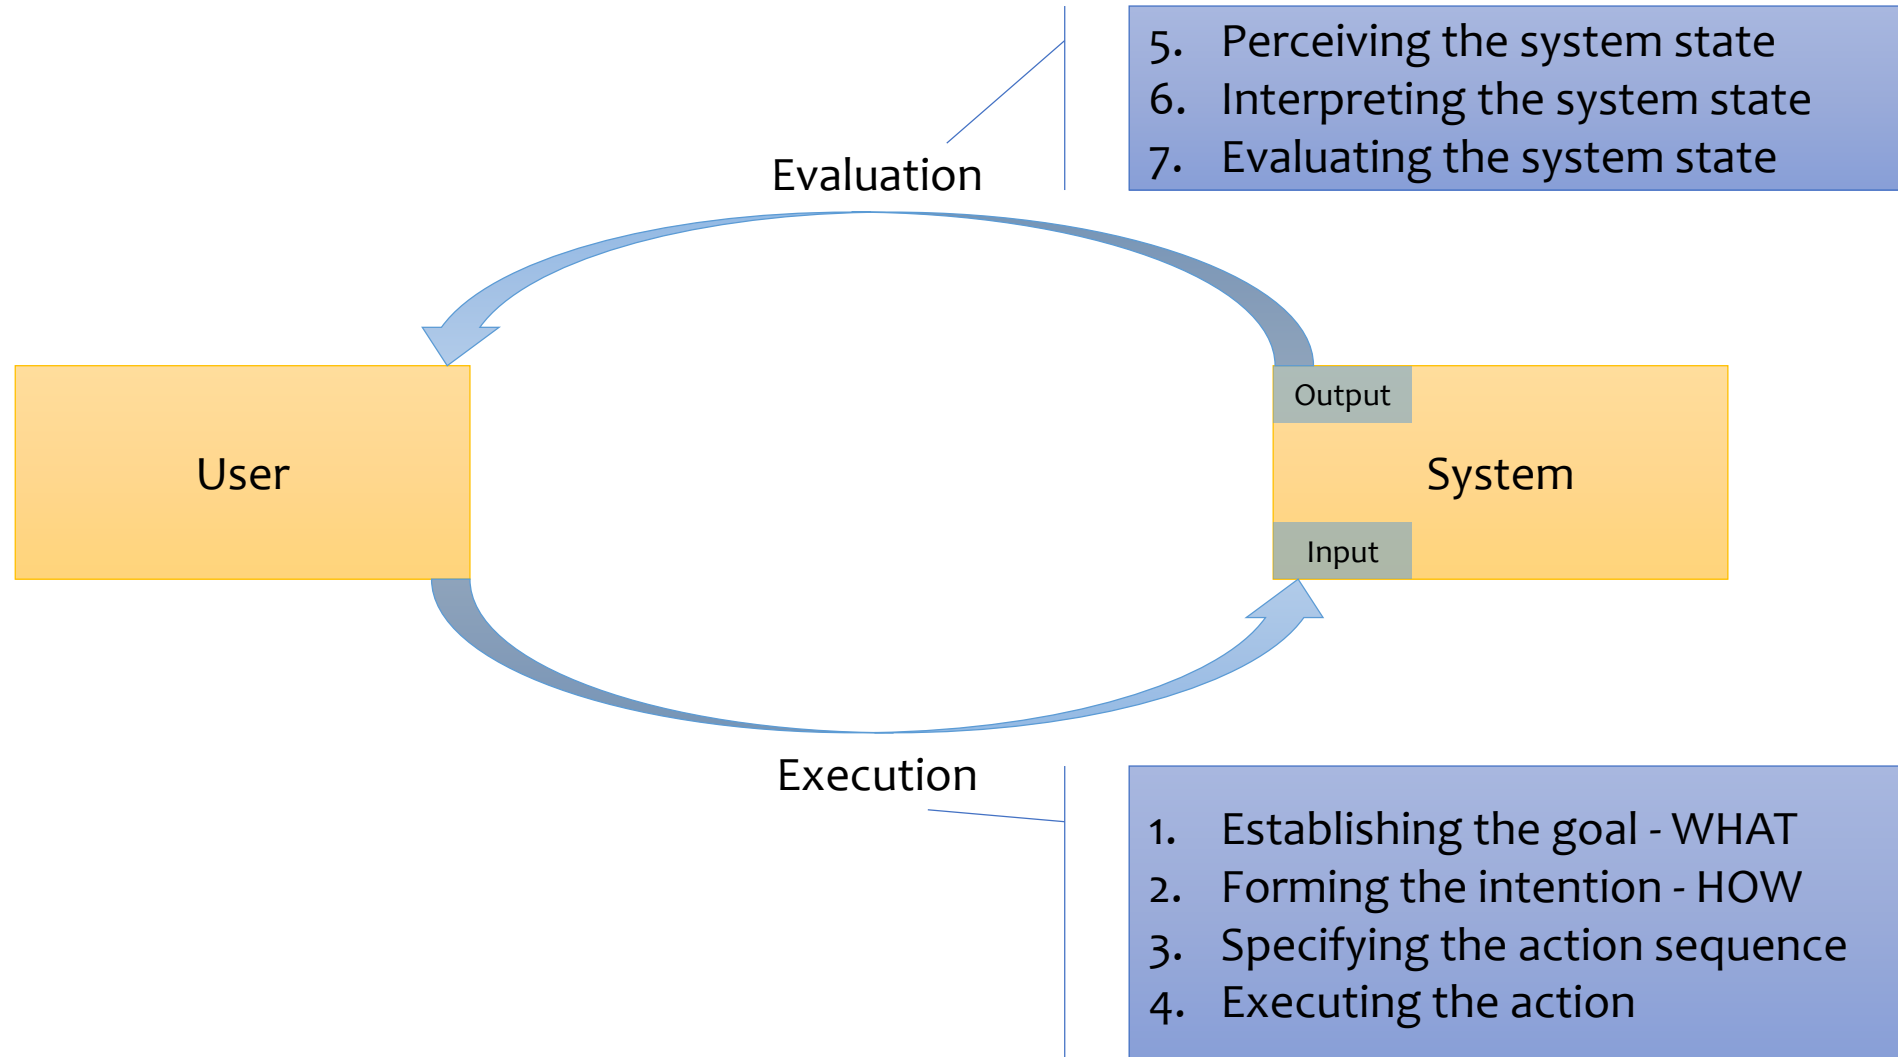 5. Perceiving the system state
6. Interpreting the system state
7. Evaluating the system state
Evaluation
Output
User
System
Input
Execution
1. Establishing the goal - WHAT
2. Forming the intention - HOW
3. Specifying the action sequence
4. Executing the action